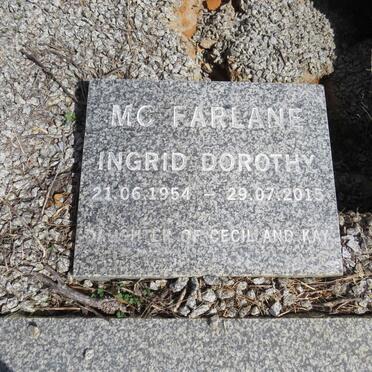 MC FARLANE
INGRID DOROTHY
21.06.1954 – 29.07.2015
DAUGHTER OF CECIL AND KAY